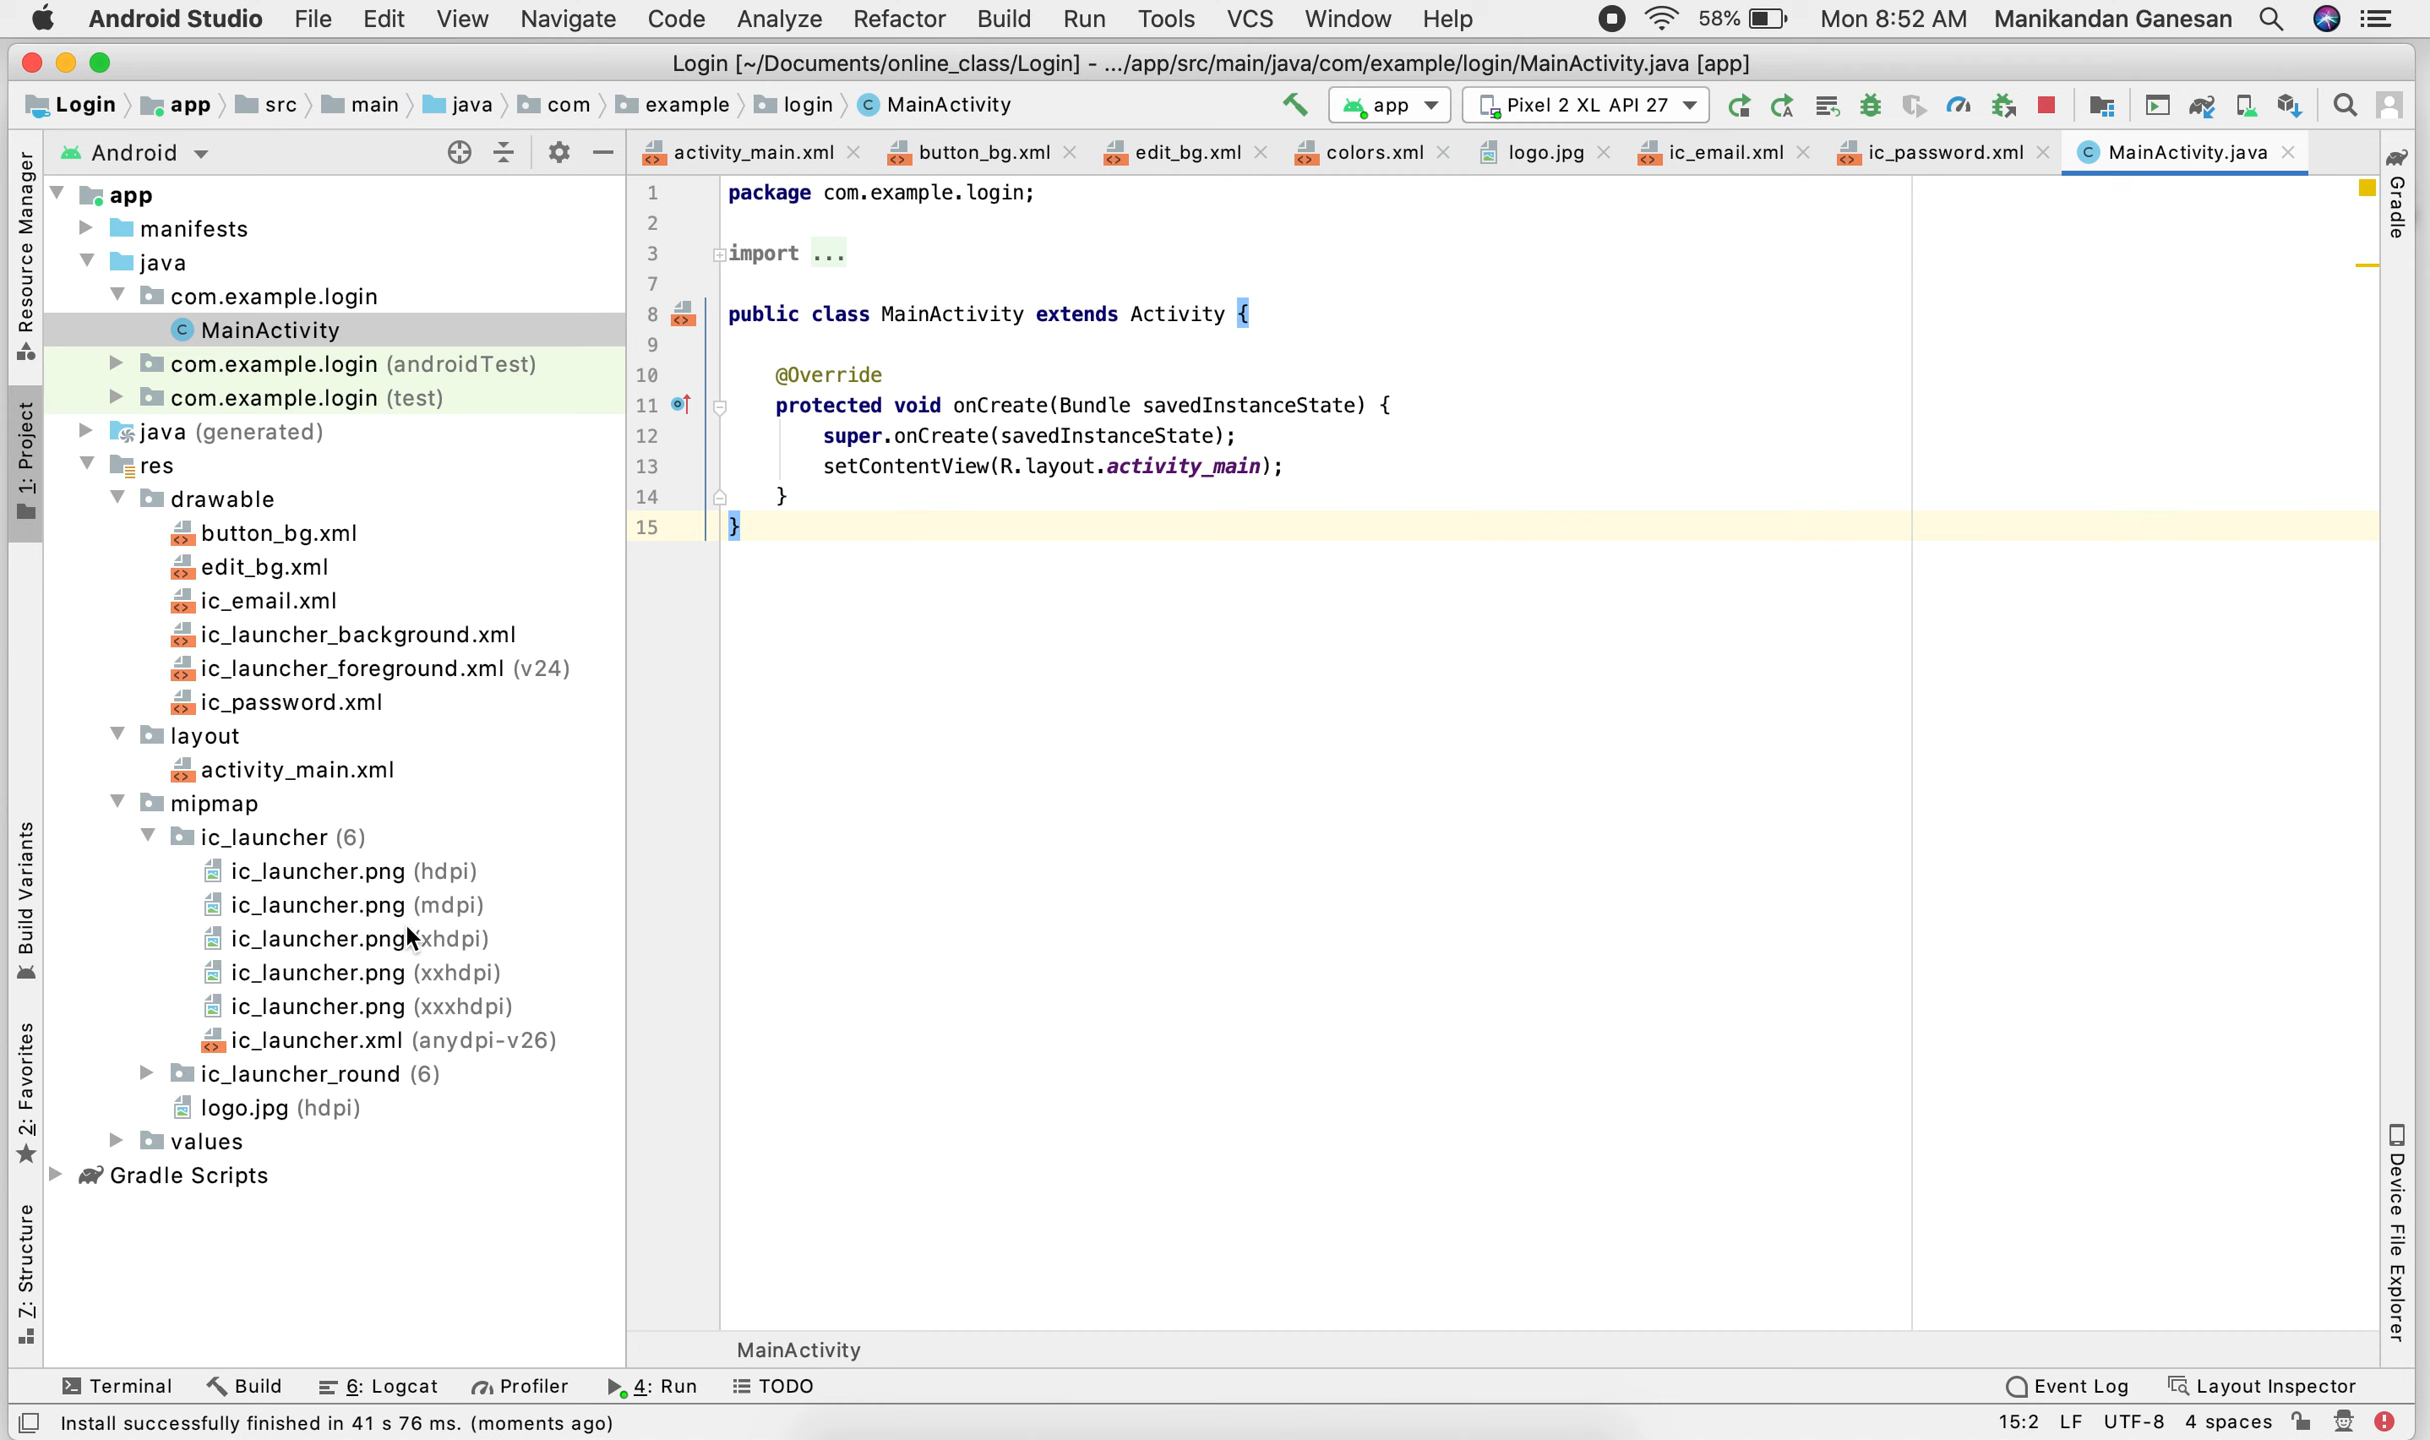 Android Studio File Edit View Navigate Code Analyze Refactor Build Run Tools VCS Window Help 58% Mon 8:52 AM Manikandan Ganesan
Login [~/Documents/online_class/Login] - .../app/src/main/java/com/example/login/MainActivity.java [app]
Login app src main java com example login MainActivity app Pixel 2 XL API 27
Android
activity_main.xml button_bg.xml edit_bg.xml colors.xml logo.jpg ic_email.xml ic_password.xml MainActivity.java
Resource Manager
1: Project
Build Variants
2: Favorites
Z: Structure
app
manifests
java
com.example.login
MainActivity
com.example.login (androidTest)
com.example.login (test)
java (generated)
res
drawable
button_bg.xml
edit_bg.xml
ic_email.xml
ic_launcher_background.xml
ic_launcher_foreground.xml (v24)
ic_password.xml
layout
activity_main.xml
mipmap
ic_launcher (6)
ic_launcher.png (hdpi)
ic_launcher.png (mdpi)
ic_launcher.png (xhdpi)
ic_launcher.png (xxhdpi)
ic_launcher.png (xxxhdpi)
ic_launcher.xml (anydpi-v26)
ic_launcher_round (6)
logo.jpg (hdpi)
values
Gradle Scripts
1 package com.example.login;
2
3 import ...
7
8 public class MainActivity extends Activity {
9
10 @Override
11 protected void onCreate(Bundle savedInstanceState) {
12 super.onCreate(savedInstanceState);
13 setContentView(R.layout.activity_main);
14 }
15 }
MainActivity
Gradle
Device File Explorer
Terminal Build 6: Logcat Profiler 4: Run TODO Event Log Layout Inspector
Install successfully finished in 41 s 76 ms. (moments ago) 15:2 LF UTF-8 4 spaces